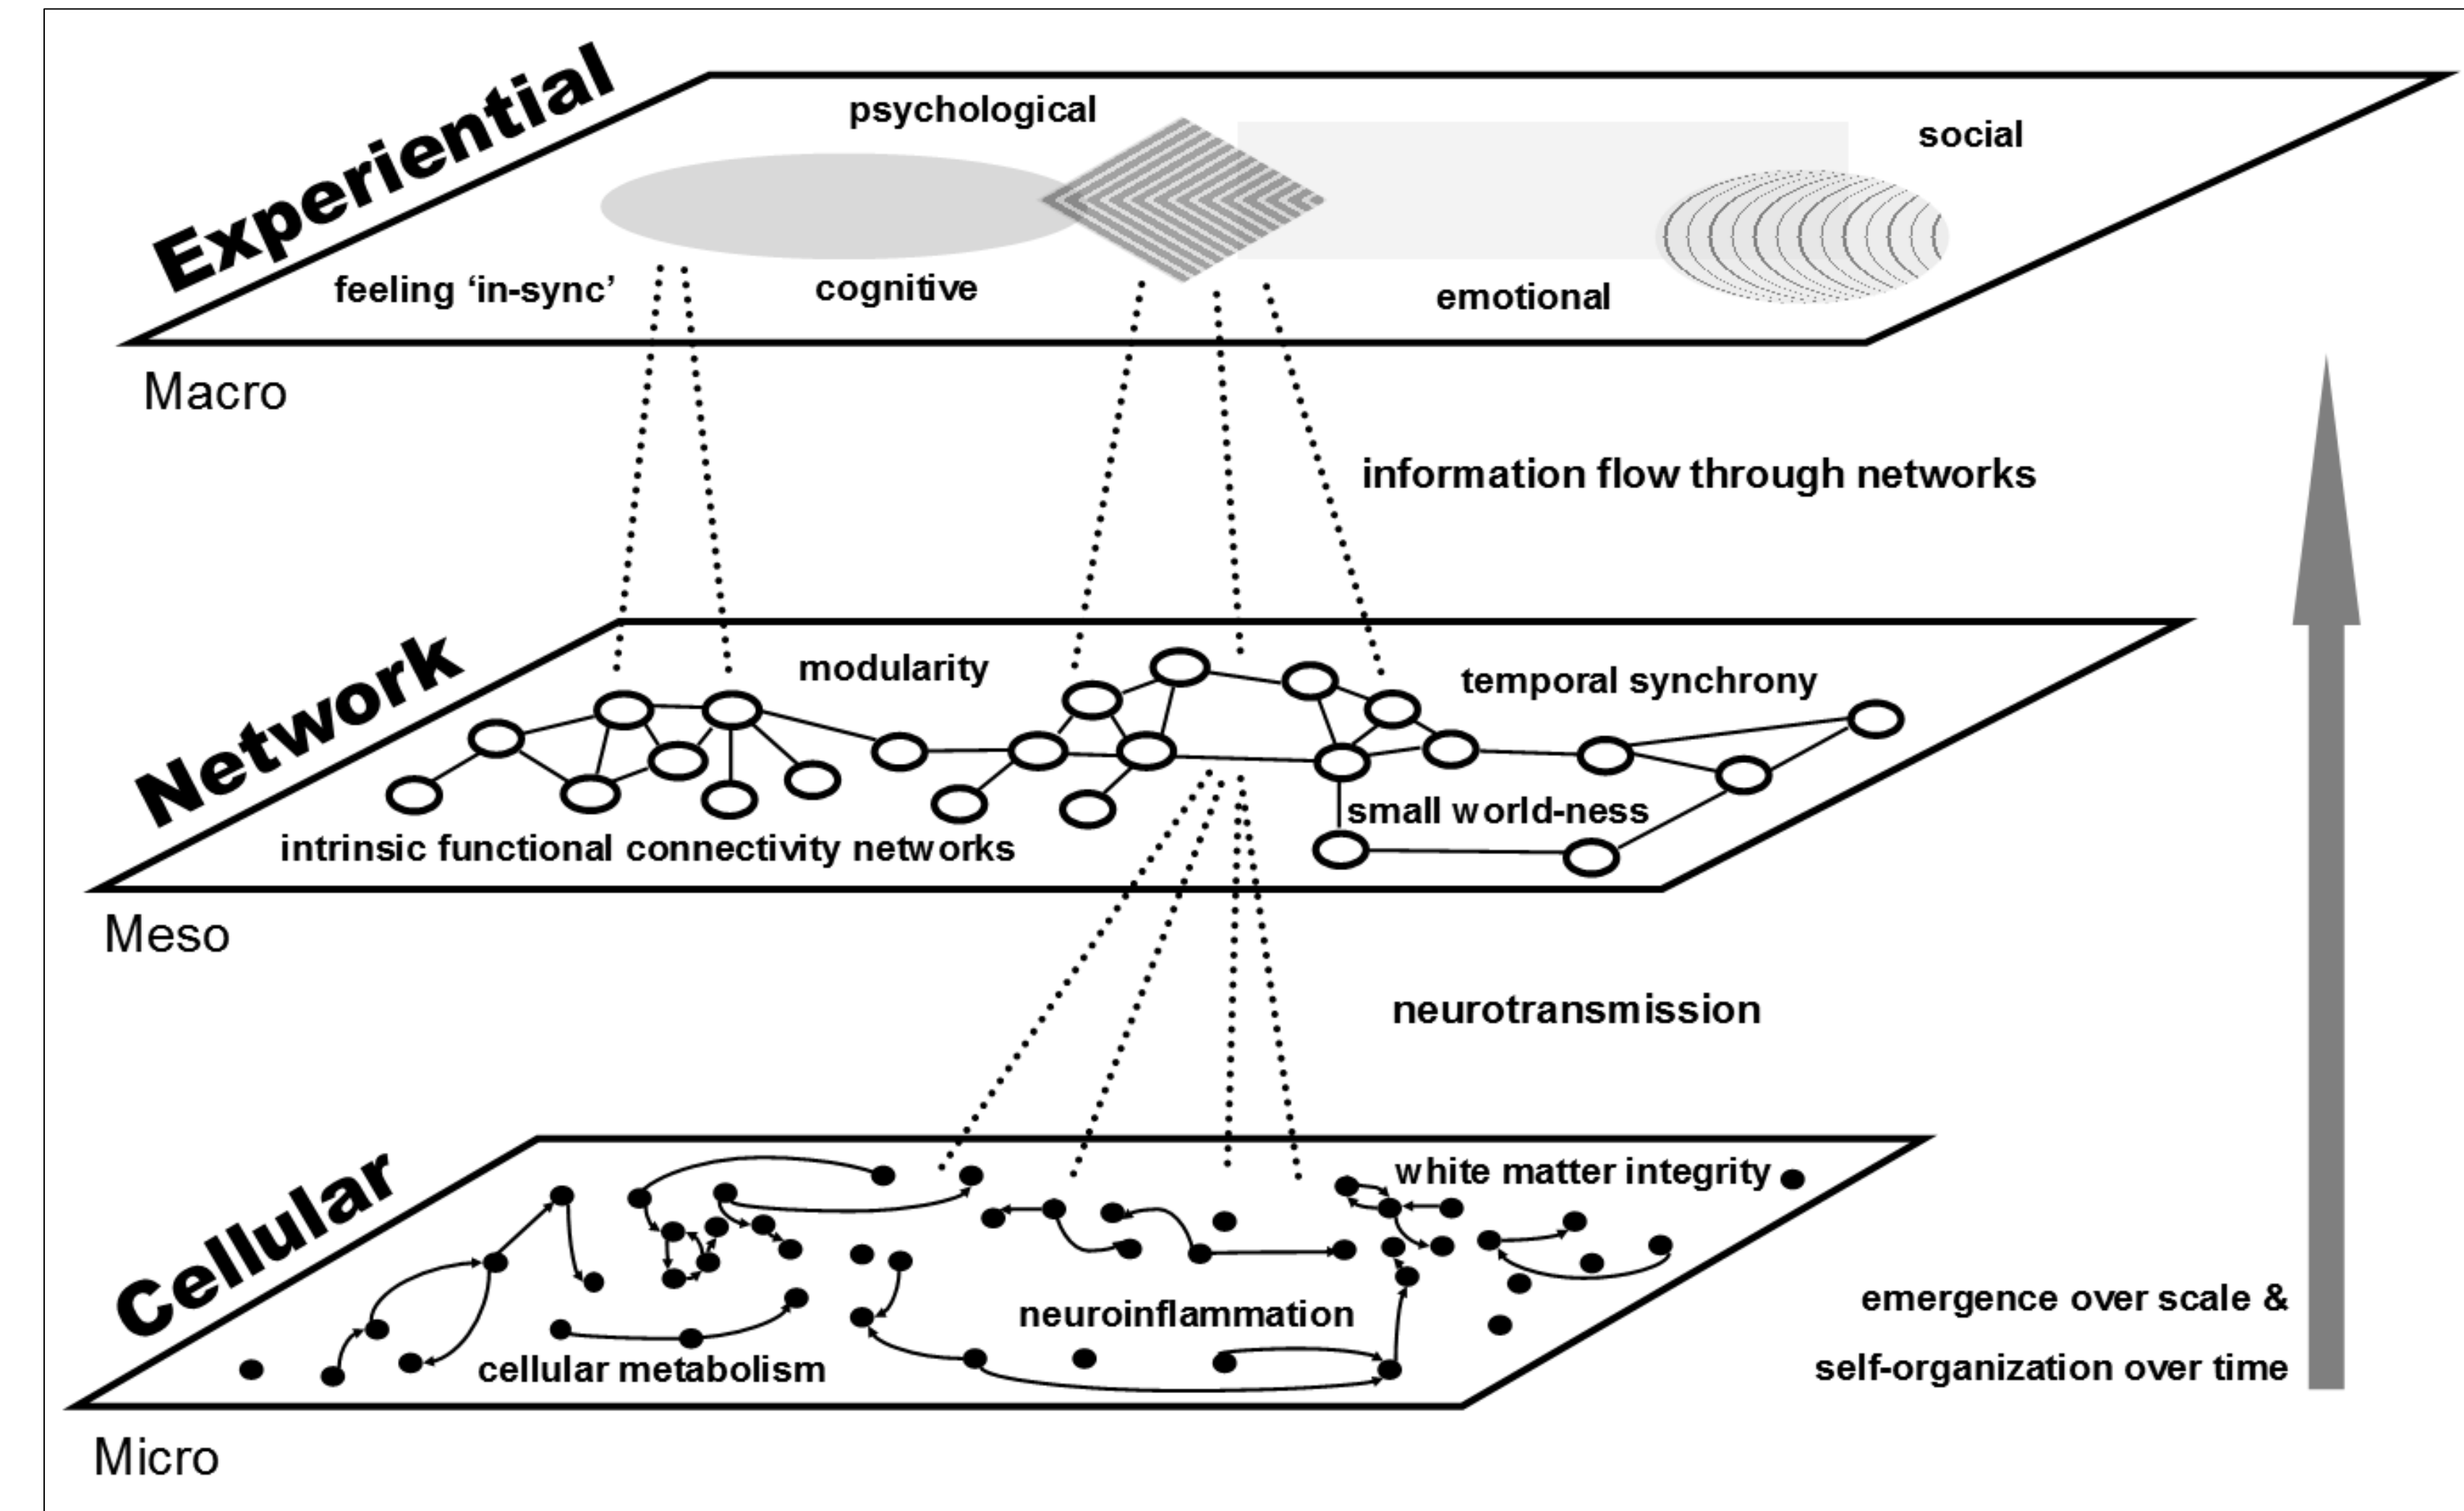 Experiential
psychological
social
feeling ‘in-sync’
cognitive
emotional
Macro
information flow through networks
Network
modularity
temporal synchrony
small world-ness
intrinsic functional connectivity networks
Meso
neurotransmission
Cellular
white matter integrity
neuroinflammation
cellular metabolism
emergence over scale &
self-organization over time
Micro